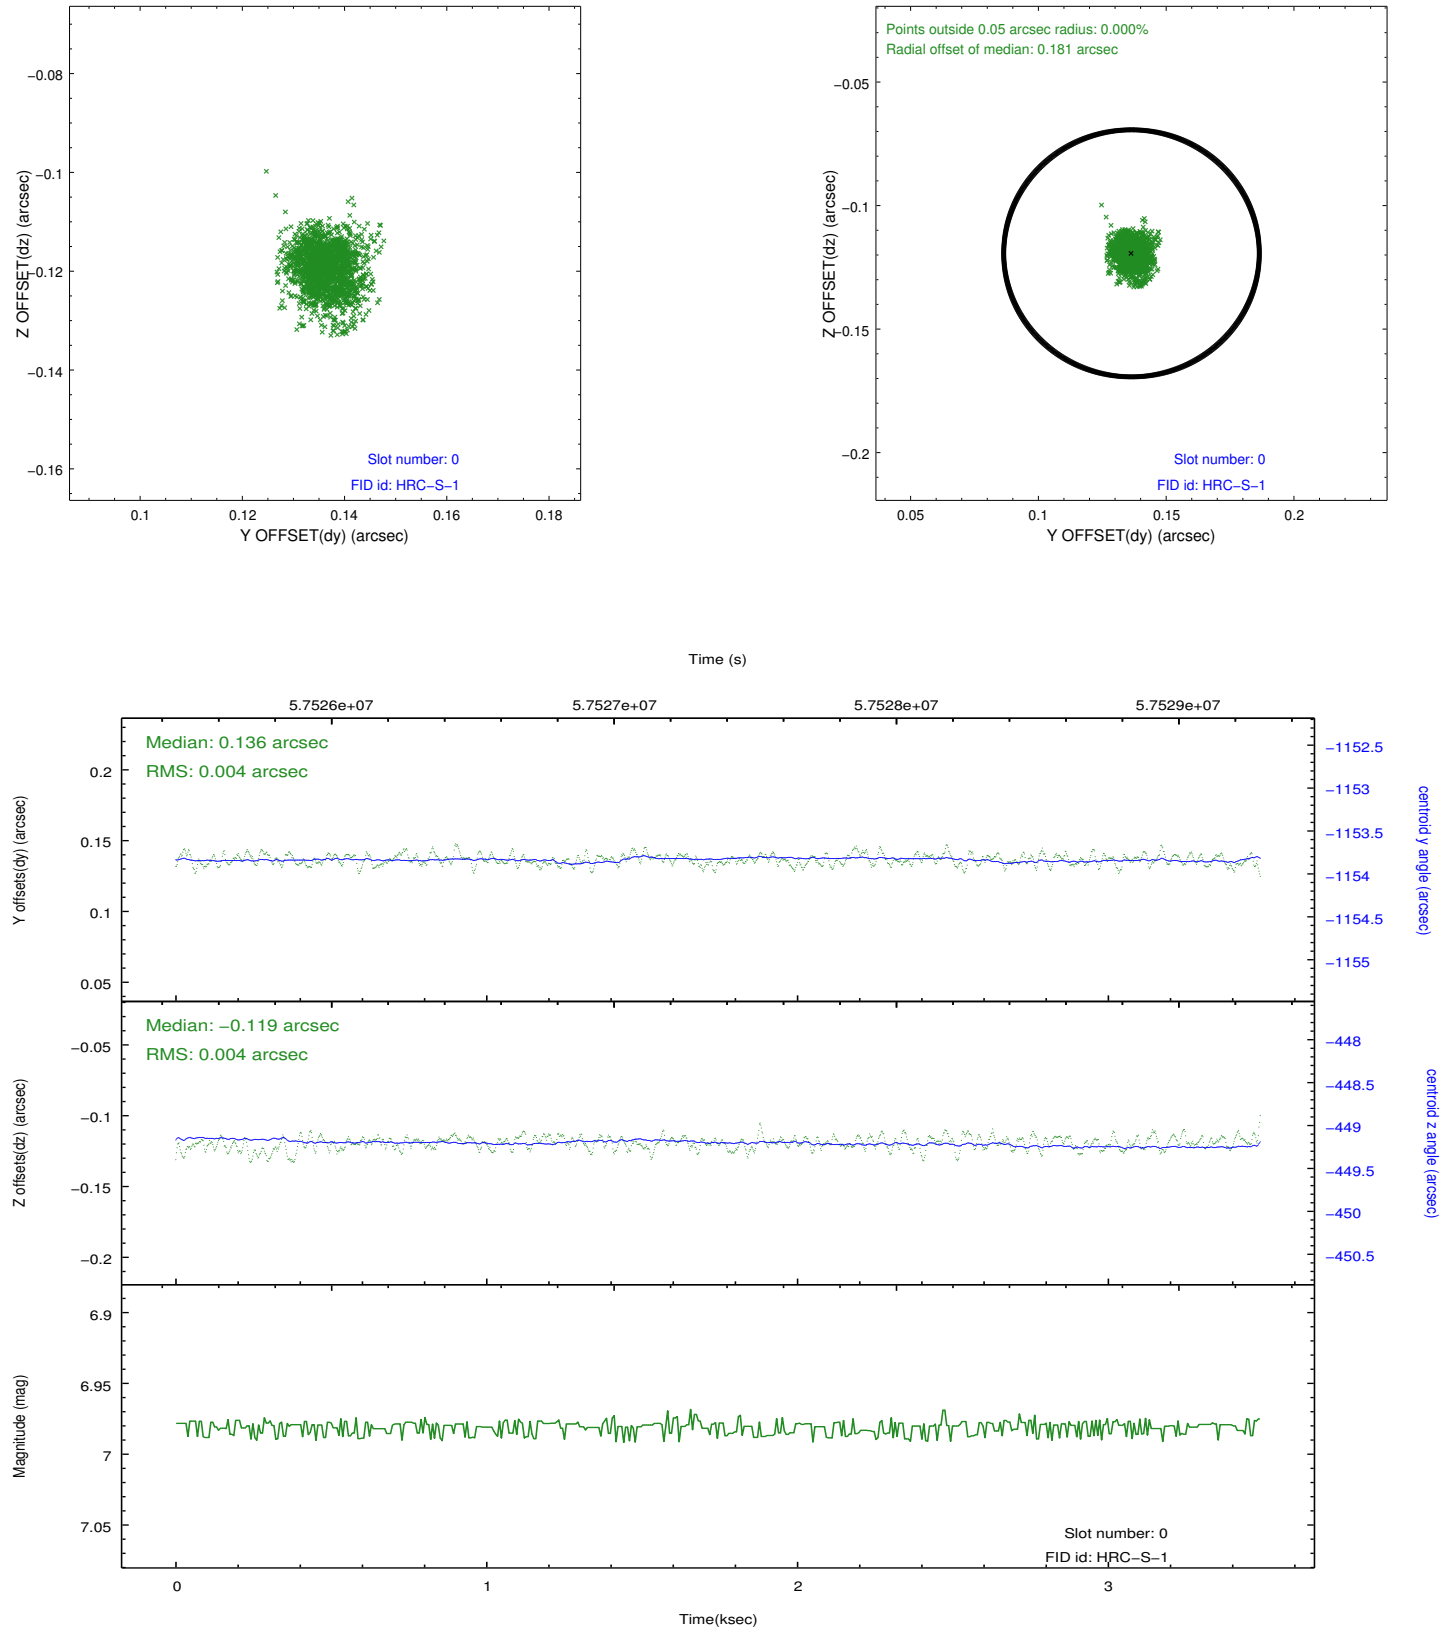 −0.08
−0.1
−0.12
−0.14
−0.16
Z OFFSET(dz) (arcsec)
0.1
0.12
0.14
0.16
0.18
Y OFFSET(dy) (arcsec)
Slot number: 0
FID id: HRC−S−1
Points outside 0.05 arcsec radius: 0.000%
Radial offset of median: 0.181 arcsec
−0.05
−0.1
−0.15
−0.2
Z OFFSET(dz) (arcsec)
0.05
0.1
0.15
0.2
Y OFFSET(dy) (arcsec)
Slot number: 0
FID id: HRC−S−1
Time (s)
5.7526e+07
5.7527e+07
5.7528e+07
5.7529e+07
Median: 0.136 arcsec
RMS: 0.004 arcsec
0.2
0.15
0.1
0.05
Y offsets(dy) (arcsec)
−1152.5
−1153
−1153.5
−1154
−1154.5
−1155
centroid y angle (arcsec)
Median: −0.119 arcsec
RMS: 0.004 arcsec
−0.05
−0.1
−0.15
−0.2
Z offsets(dz) (arcsec)
−448
−448.5
−449
−449.5
−450
−450.5
centroid z angle (arcsec)
6.9
6.95
7
7.05
Magnitude (mag)
Slot number: 0
FID id: HRC−S−1
0
1
2
3
Time(ksec)